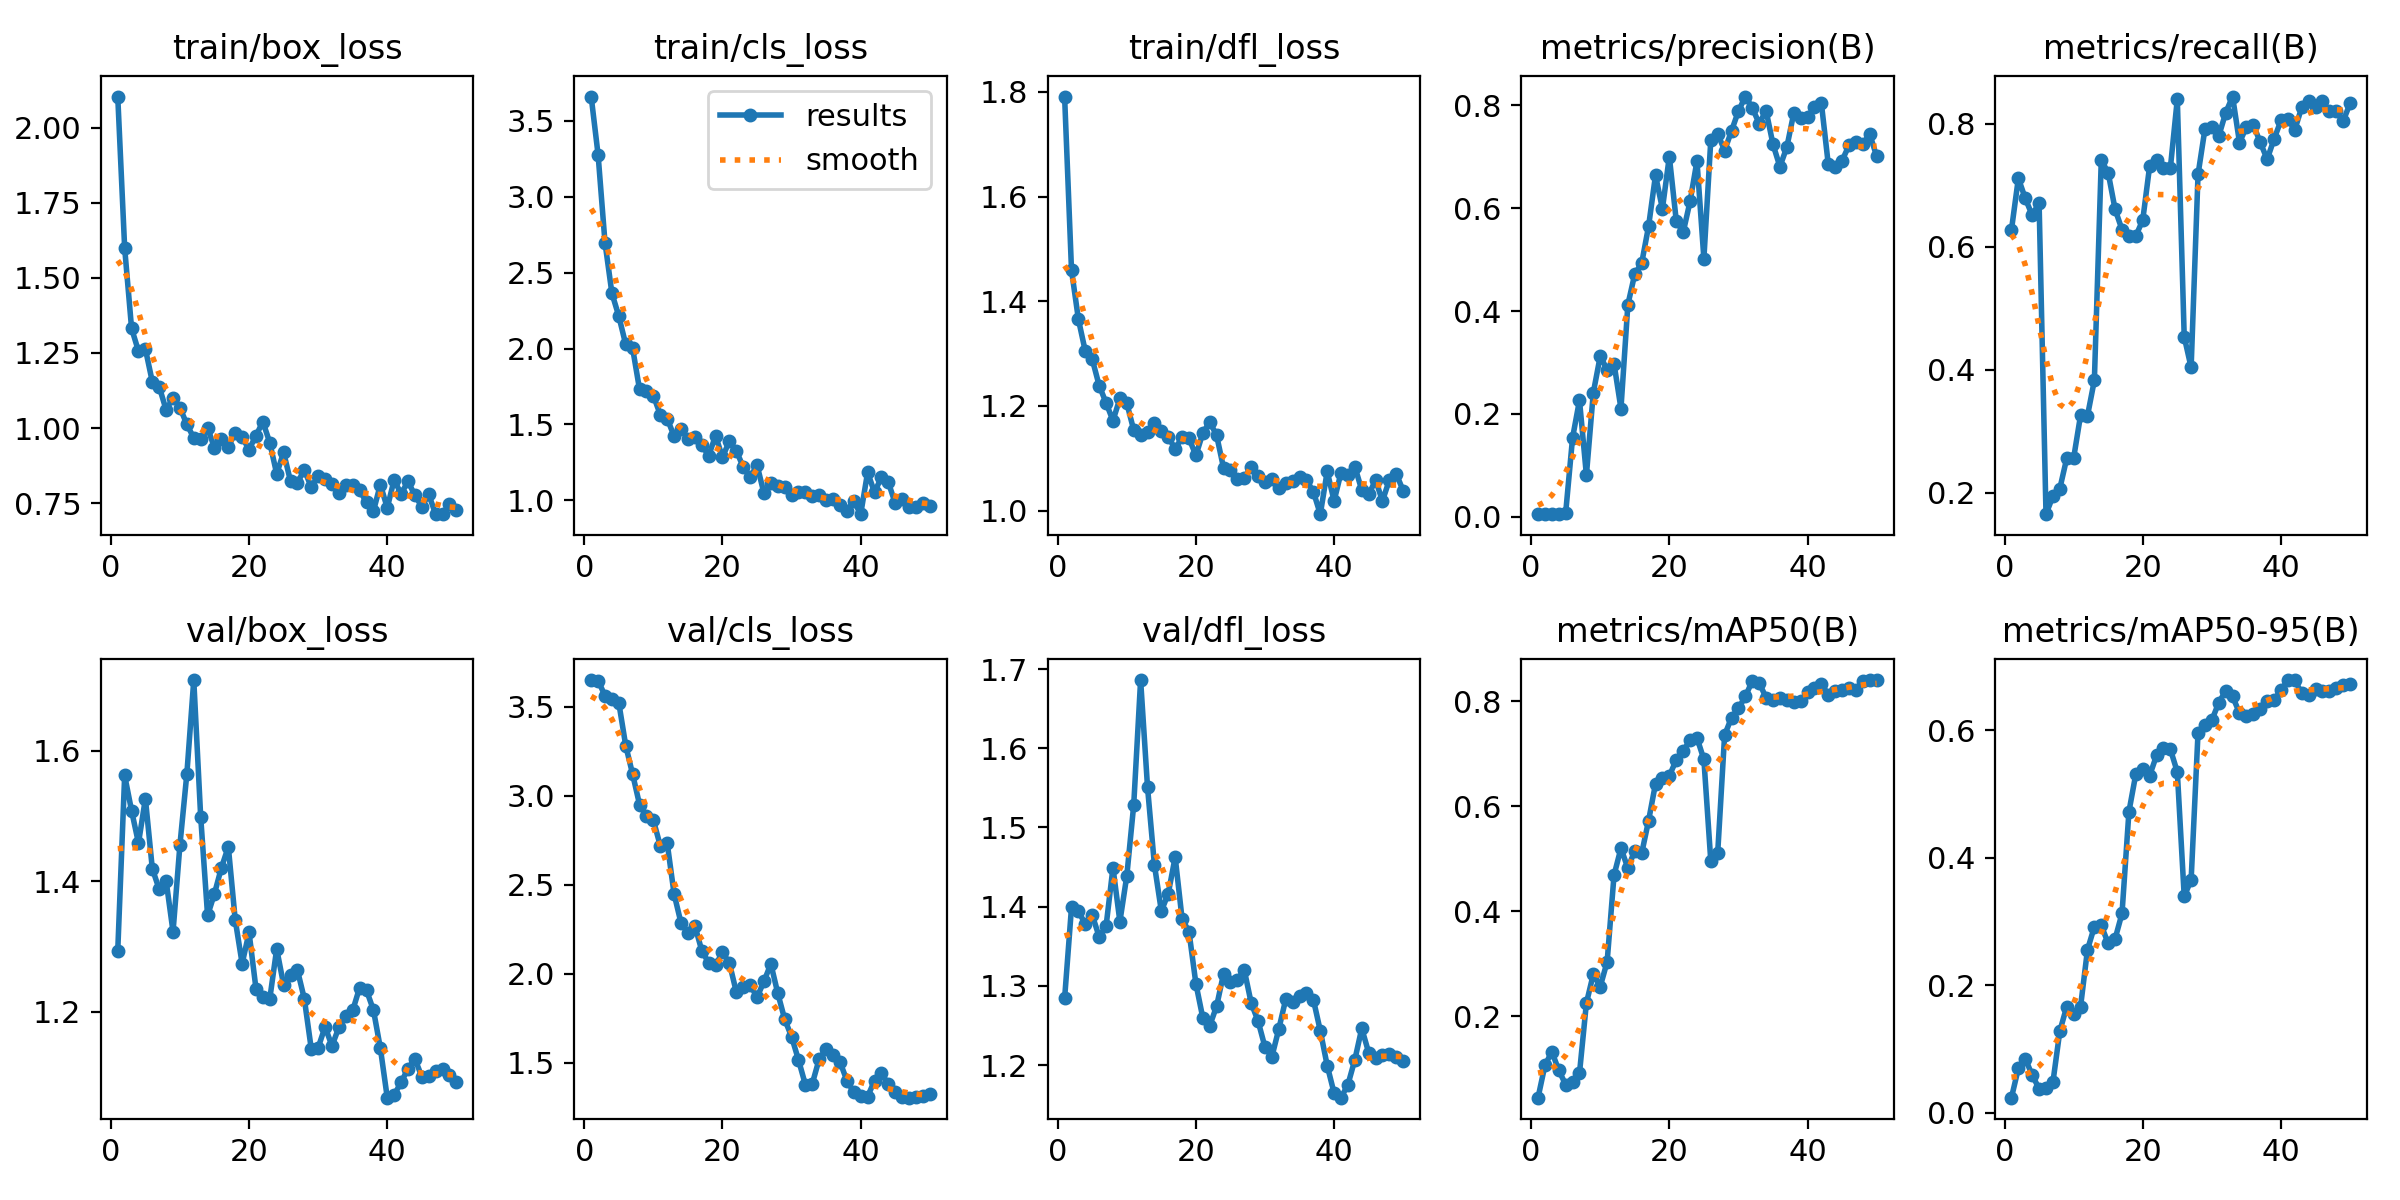 train/box_loss
train/cls_loss
train/dfl_loss
metrics/precision(B)
metrics/recall(B)
2.00
1.75
1.50
1.25
1.00
0.75
0 20 40
3.5
3.0
2.5
2.0
1.5
1.0
results
smooth
0 20 40
1.8
1.6
1.4
1.2
1.0
0 20 40
0.8
0.6
0.4
0.2
0.0
0 20 40
0.8
0.6
0.4
0.2
0 20 40
val/box_loss
val/cls_loss
val/dfl_loss
metrics/mAP50(B)
metrics/mAP50-95(B)
1.6
1.4
1.2
0 20 40
3.5
3.0
2.5
2.0
1.5
0 20 40
1.7
1.6
1.5
1.4
1.3
1.2
0 20 40
0.8
0.6
0.4
0.2
0 20 40
0.6
0.4
0.2
0.0
0 20 40